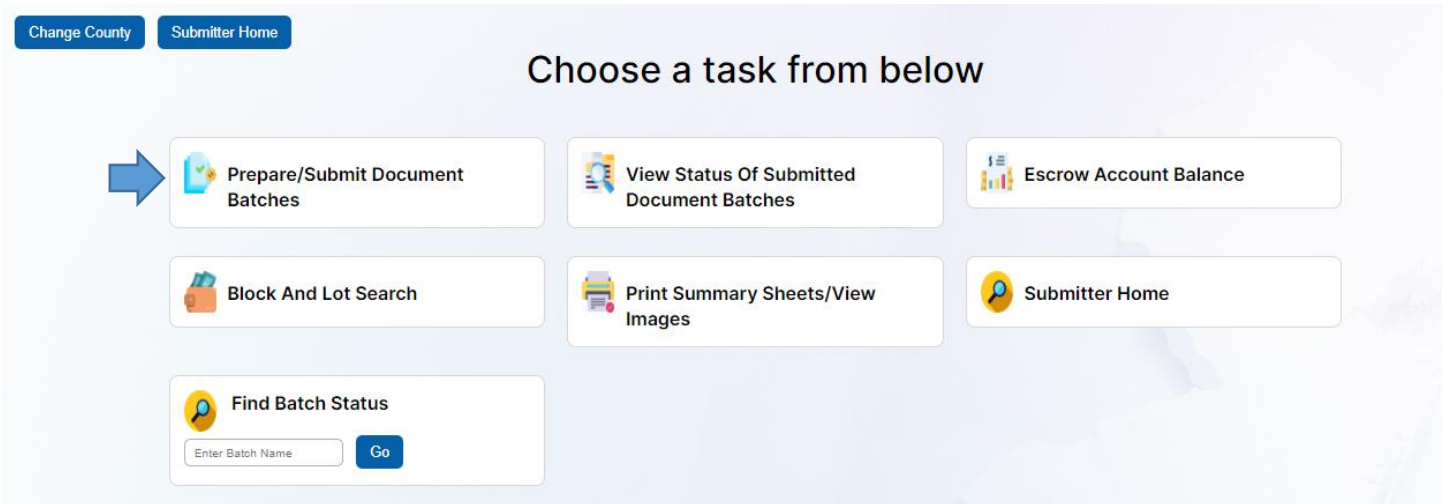 Change County
Submitter Home
Choose a task from below
Prepare/Submit Document
Batches
View Status Of Submitted
Document Batches
Escrow Account Balance
Block And Lot Search
Print Summary Sheets/View
Images
Submitter Home
Find Batch Status
Enter Batch Name
Go